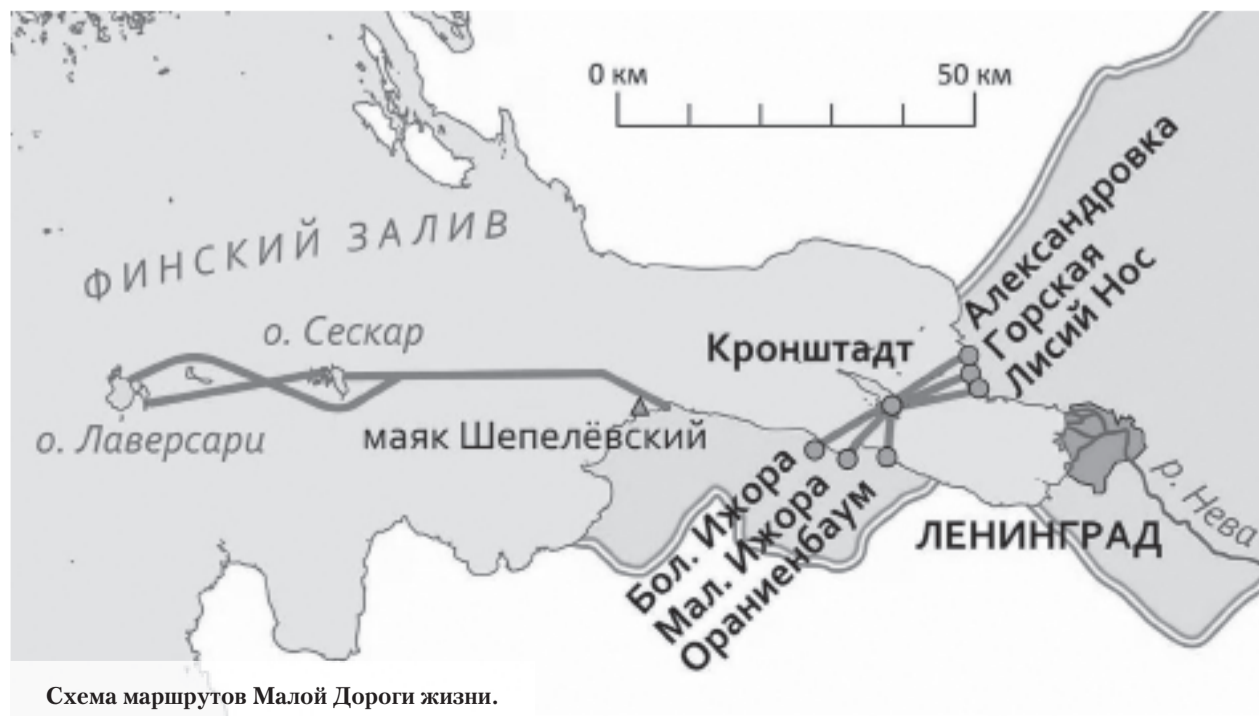 0 км 50 км
ФИНСКИЙ ЗАЛИВ
Александровка
Горская
Лисий Нос
о. Сескар
Кронштадт
о. Лаверсари
маяк Шепелёвский
Бол. Ижора
Мал. Ижора
Ораниенбаум
ЛЕНИНГРАД
р. Нева
Схема маршрутов Малой Дороги жизни.